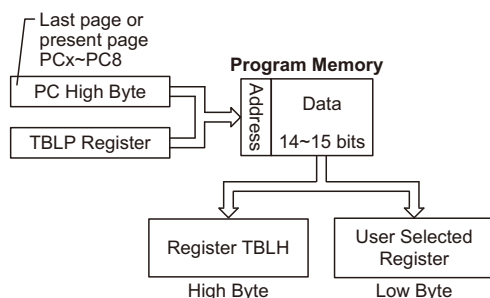 Last page or
present page
PCx~PC8
Program Memory
PC High Byte
TBLP Register
Address
Data
14~15 bits
Register TBLH
User Selected
Register
High Byte
Low Byte